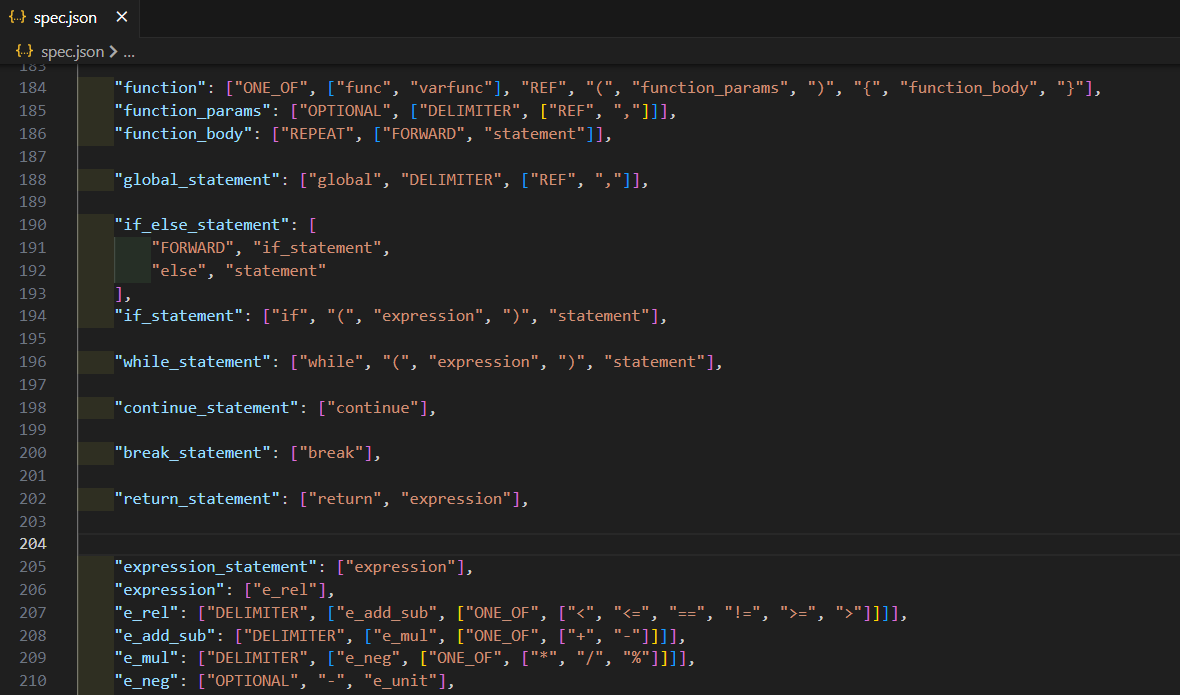 {..} spec.json ×
{..} spec.json > ...
183
184 "function": ["ONE_OF", ["func", "varfunc"], "REF", "(", "function_params", ")", "{", "function_body", "}"],
185 "function_params": ["OPTIONAL", ["DELIMITER", ["REF", ","]]],
186 "function_body": ["REPEAT", ["FORWARD", "statement"]],
187
188 "global_statement": ["global", "DELIMITER", ["REF", ","]],
189
190 "if_else_statement": [
191 "FORWARD", "if_statement",
192 "else", "statement"
193 ],
194 "if_statement": ["if", "(", "expression", ")", "statement"],
195
196 "while_statement": ["while", "(", "expression", ")", "statement"],
197
198 "continue_statement": ["continue"],
199
200 "break_statement": ["break"],
201
202 "return_statement": ["return", "expression"],
203
204
205 "expression_statement": ["expression"],
206 "expression": ["e_rel"],
207 "e_rel": ["DELIMITER", ["e_add_sub", ["ONE_OF", ["<", "<=", "==", "!=", ">=", ">"]]]],
208 "e_add_sub": ["DELIMITER", ["e_mul", ["ONE_OF", ["+", "-"]]]],
209 "e_mul": ["DELIMITER", ["e_neg", ["ONE_OF", ["*", "/", "%"]]]],
210 "e_neg": ["OPTIONAL", "-", "e_unit"],